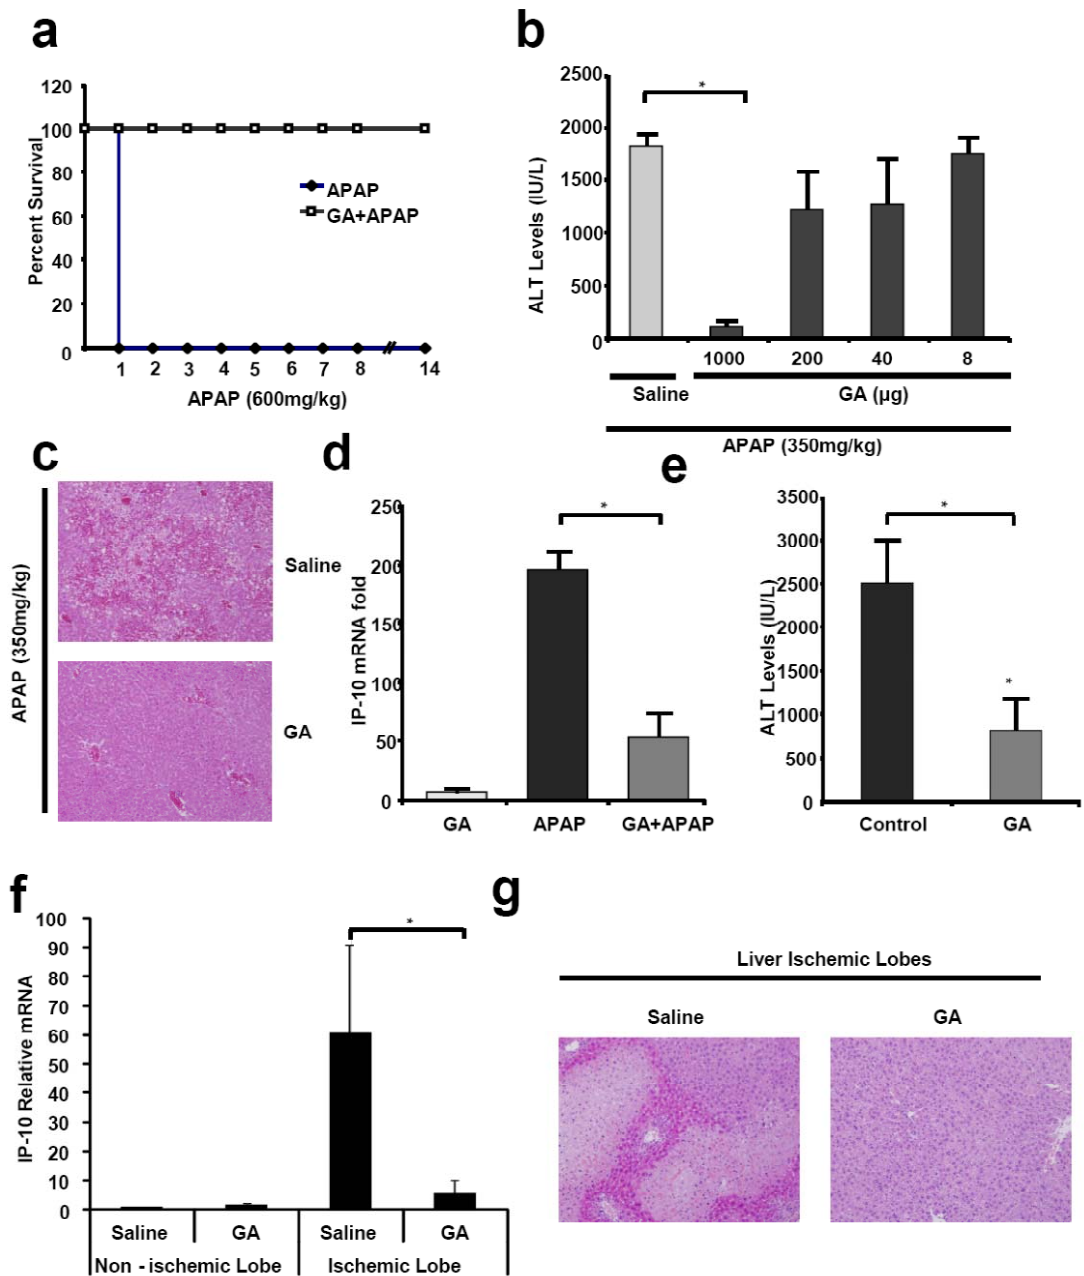 a
120
100
80
60
40
20
0
Percent Survival
APAP
GA+APAP
1 2 3 4 5 6 7 8 // 14
APAP (600mg/kg)
b
2500
2000
1500
1000
500
0
ALT Levels (IU/L)
*
1000 200 40 8
Saline GA (µg)
APAP (350mg/kg)
c
APAP (350mg/kg)
Saline
GA
d
250
200
150
100
50
0
IP-10 mRNA fold
*
GA APAP GA+APAP
e
3500
3000
2500
2000
1500
1000
500
0
ALT Levels (IU/L)
*
*
Control GA
f
100
90
80
70
60
50
40
30
20
10
0
IP-10 Relative mRNA
*
Saline GA Saline GA
Non - ischemic Lobe Ischemic Lobe
g
Liver Ischemic Lobes
Saline GA